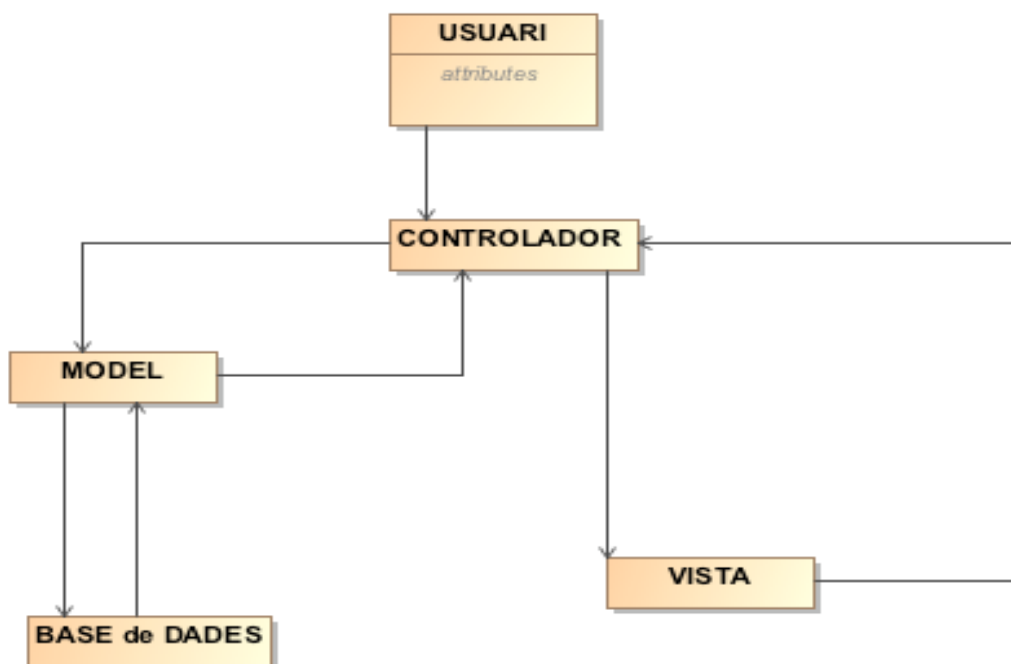 USUARI
attributes
CONTROLADOR
MODEL
VISTA
BASE de DADES